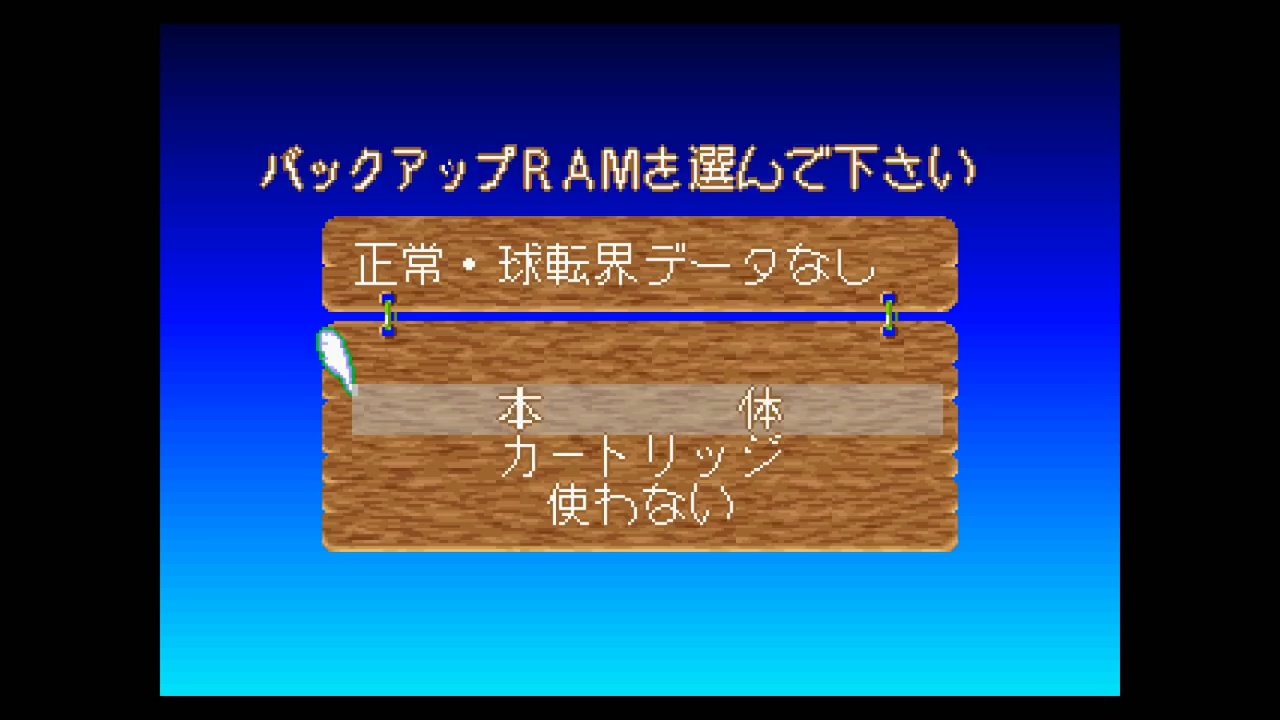 バックアップRAMを選んで下さい
正常・球転界データなし
本　　　　体
カートリッジ
使わない